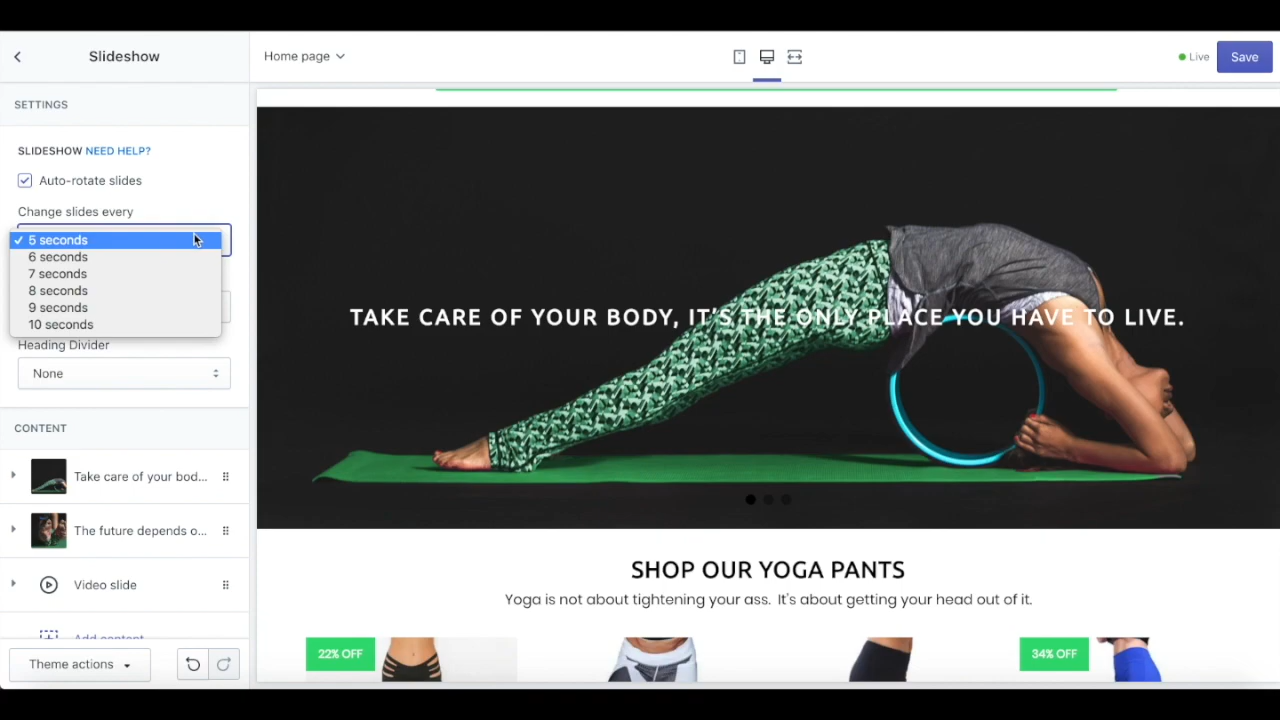 Slideshow
Home page
Live
Save
SETTINGS
SLIDESHOW NEED HELP?
Auto-rotate slides
Change slides every
5 seconds
6 seconds
7 seconds
8 seconds
9 seconds
10 seconds
Heading Divider
None
CONTENT
Take care of your bod...
The future depends o...
Video slide
Add content
Theme actions
TAKE CARE OF YOUR BODY, IT'S THE ONLY PLACE YOU HAVE TO LIVE.
SHOP OUR YOGA PANTS
Yoga is not about tightening your ass. It's about getting your head out of it.
22% OFF
34% OFF